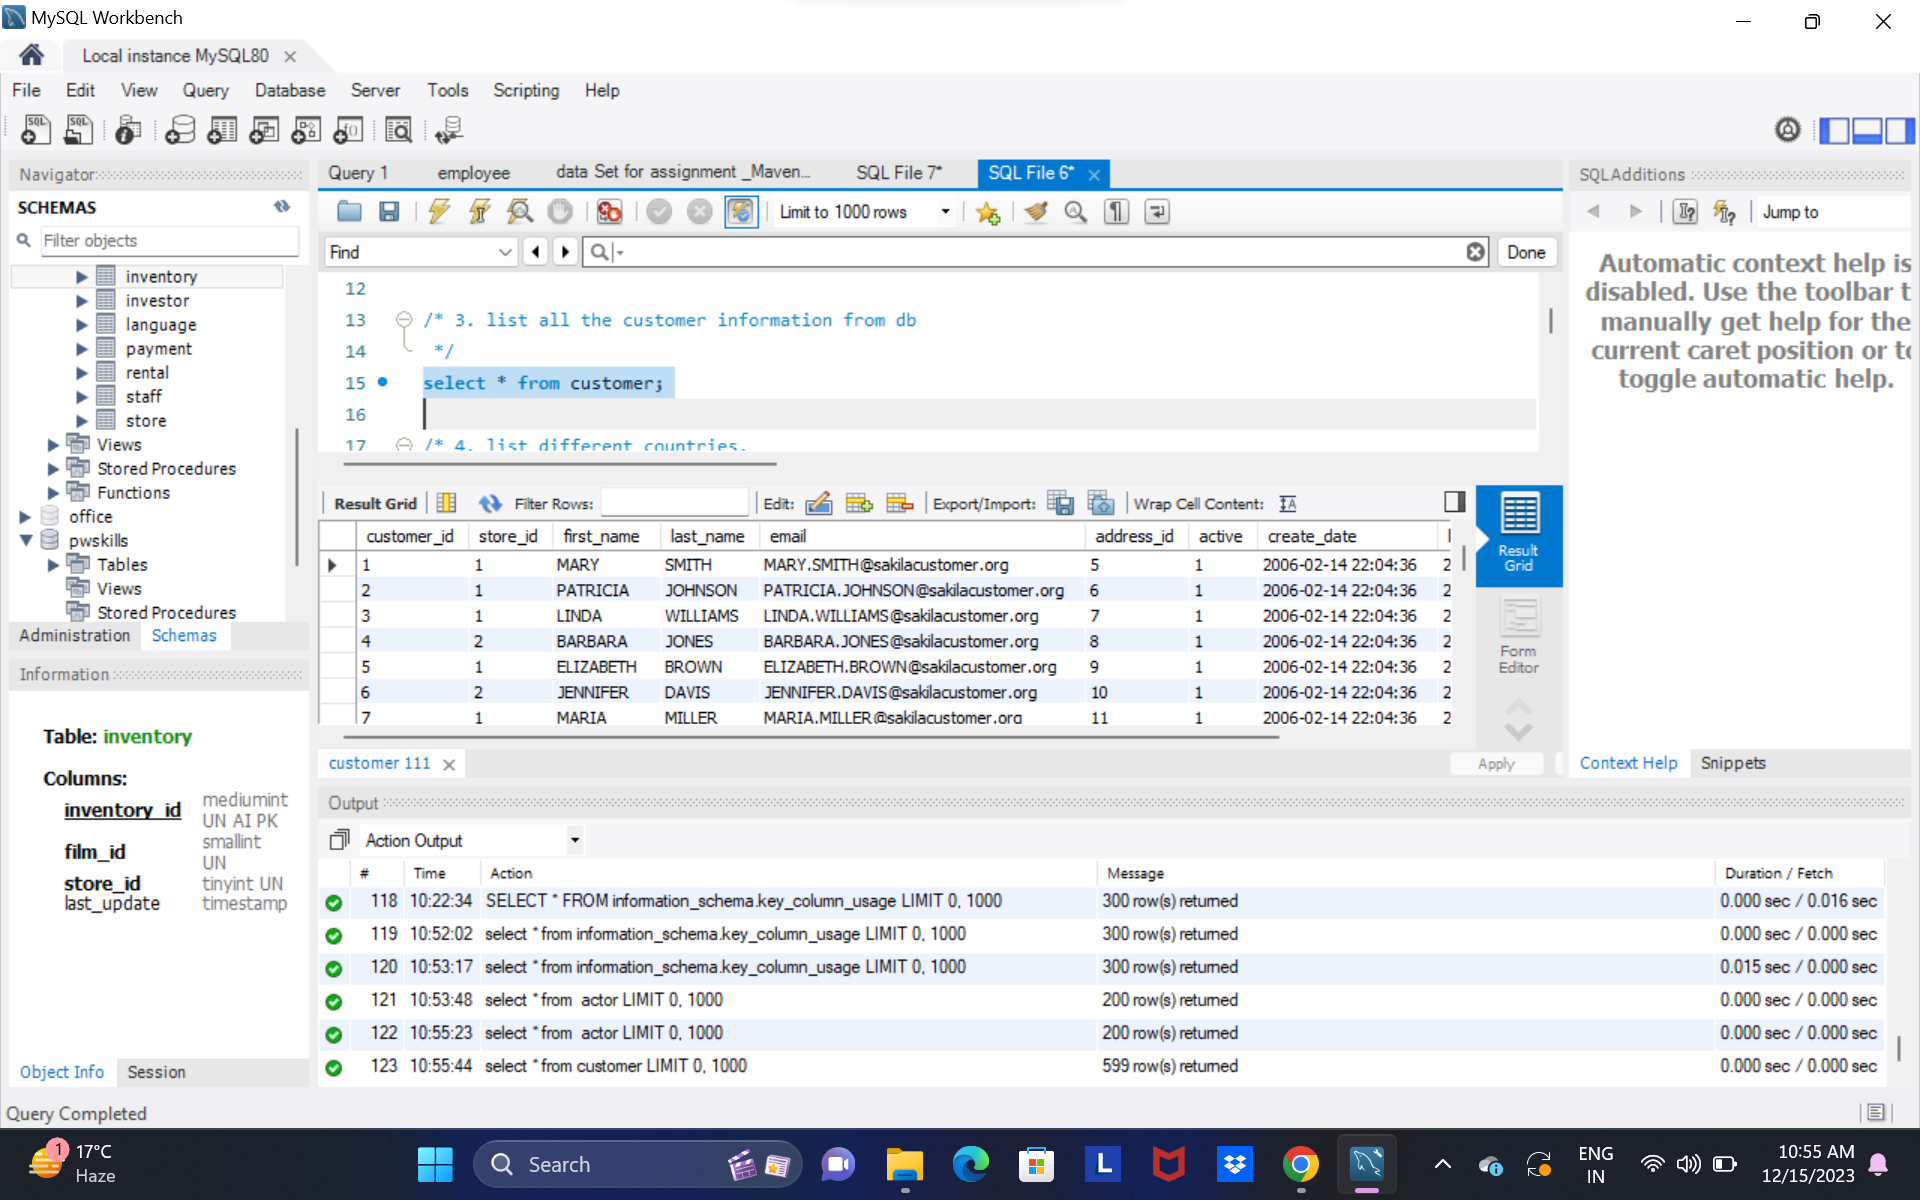 MySQL Workbench
Local instance MySQL80
File Edit View Query Database Server Tools Scripting Help
Navigator
SCHEMAS
Filter objects
inventory
investor
language
payment
rental
staff
store
Views
Stored Procedures
Functions
office
pwskills
Tables
Views
Stored Procedures
Administration Schemas
Information
Table: inventory
Columns:
inventory_id mediumint UN AI PK
film_id smallint UN
store_id tinyint UN
last_update timestamp
Object Info Session
Query Completed
Query 1 employee data Set for assignment _Maven... SQL File 7* SQL File 6*
Limit to 1000 rows
Find Done
12
13 /* 3. list all the customer information from db
14 */
15 select * from customer;
16
17 /* 4. list different countries.
Result Grid Filter Rows: Edit: Export/Import: Wrap Cell Content:
customer_id store_id first_name last_name email address_id active create_date
1 1 MARY SMITH MARY.SMITH@sakilacustomer.org 5 1 2006-02-14 22:04:36 2
2 1 PATRICIA JOHNSON PATRICIA.JOHNSON@sakilacustomer.org 6 1 2006-02-14 22:04:36 2
3 1 LINDA WILLIAMS LINDA.WILLIAMS@sakilacustomer.org 7 1 2006-02-14 22:04:36 2
4 2 BARBARA JONES BARBARA.JONES@sakilacustomer.org 8 1 2006-02-14 22:04:36 2
5 1 ELIZABETH BROWN ELIZABETH.BROWN@sakilacustomer.org 9 1 2006-02-14 22:04:36 2
6 2 JENNIFER DAVIS JENNIFER.DAVIS@sakilacustomer.org 10 1 2006-02-14 22:04:36 2
7 1 MARIA MILLER MARIA.MILLER@sakilacustomer.org 11 1 2006-02-14 22:04:36 2
Result Grid
Form Editor
customer 111 Apply
SQLAdditions
Jump to
Automatic context help is
disabled. Use the toolbar t
manually get help for the
current caret position or to
toggle automatic help.
Context Help Snippets
Output
Action Output
# Time Action Message Duration / Fetch
118 10:22:34 SELECT * FROM information_schema.key_column_usage LIMIT 0, 1000 300 row(s) returned 0.000 sec / 0.016 sec
119 10:52:02 select * from information_schema.key_column_usage LIMIT 0, 1000 300 row(s) returned 0.000 sec / 0.000 sec
120 10:53:17 select * from information_schema.key_column_usage LIMIT 0, 1000 300 row(s) returned 0.015 sec / 0.000 sec
121 10:53:48 select * from  actor LIMIT 0, 1000 200 row(s) returned 0.000 sec / 0.000 sec
122 10:55:23 select * from  actor LIMIT 0, 1000 200 row(s) returned 0.000 sec / 0.000 sec
123 10:55:44 select * from customer LIMIT 0, 1000 599 row(s) returned 0.000 sec / 0.000 sec
1 17°C
Haze
Search
L
ENG
IN
10:55 AM
12/15/2023